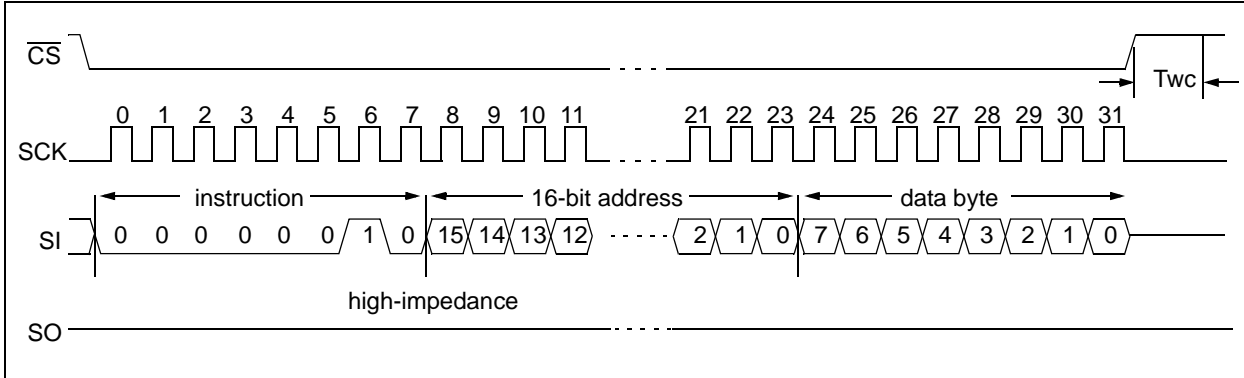 CS
Twc
0 1 2 3 4 5 6 7 8 9 10 11 21 22 23 24 25 26 27 28 29 30 31
SCK
instruction 16-bit address data byte
SI 0 0 0 0 0 0 1 0 15 14 13 12 2 1 0 7 6 5 4 3 2 1 0
high-impedance
SO